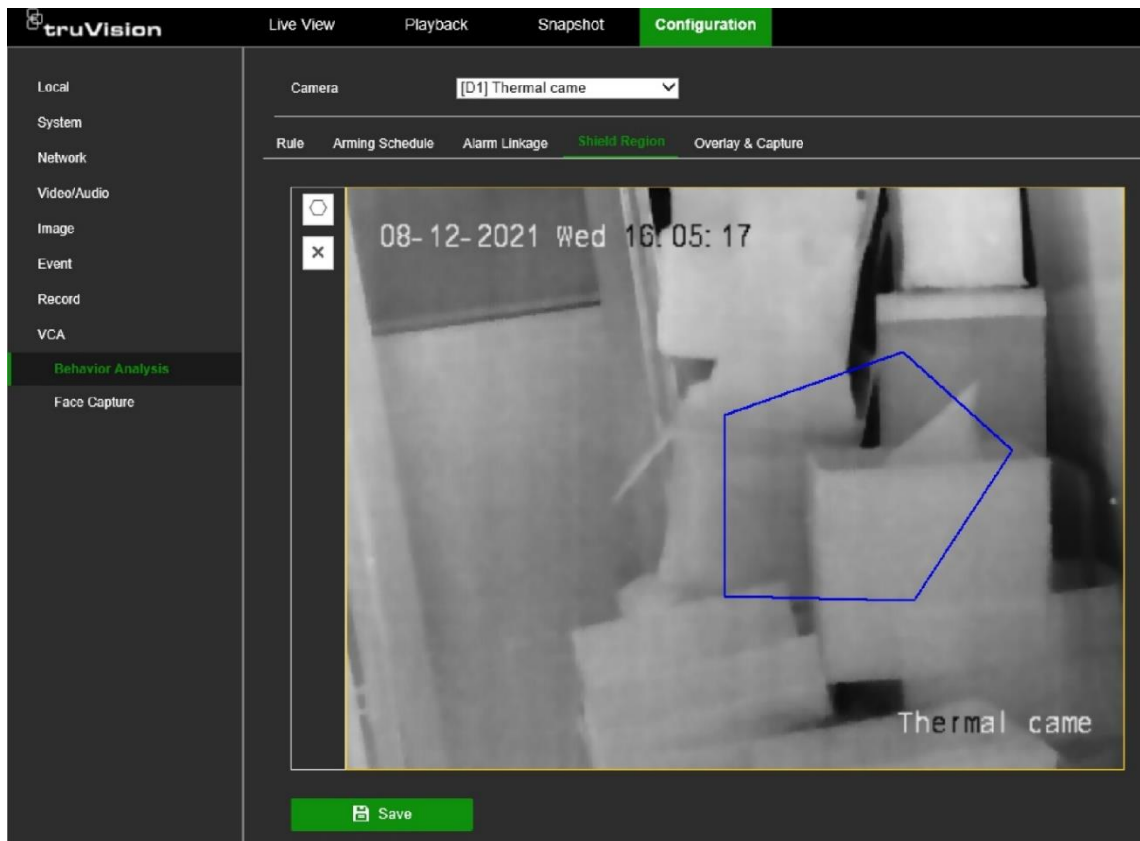 truVision
Live View Playback Snapshot Configuration
Local
System
Network
Video/Audio
Image
Event
Record
VCA
Behavior Analysis
Face Capture
Camera [D1] Thermal came
Rule Arming Schedule Alarm Linkage Shield Region Overlay & Capture
08-12-2021 Wed 16:05:17
Thermal came
Save